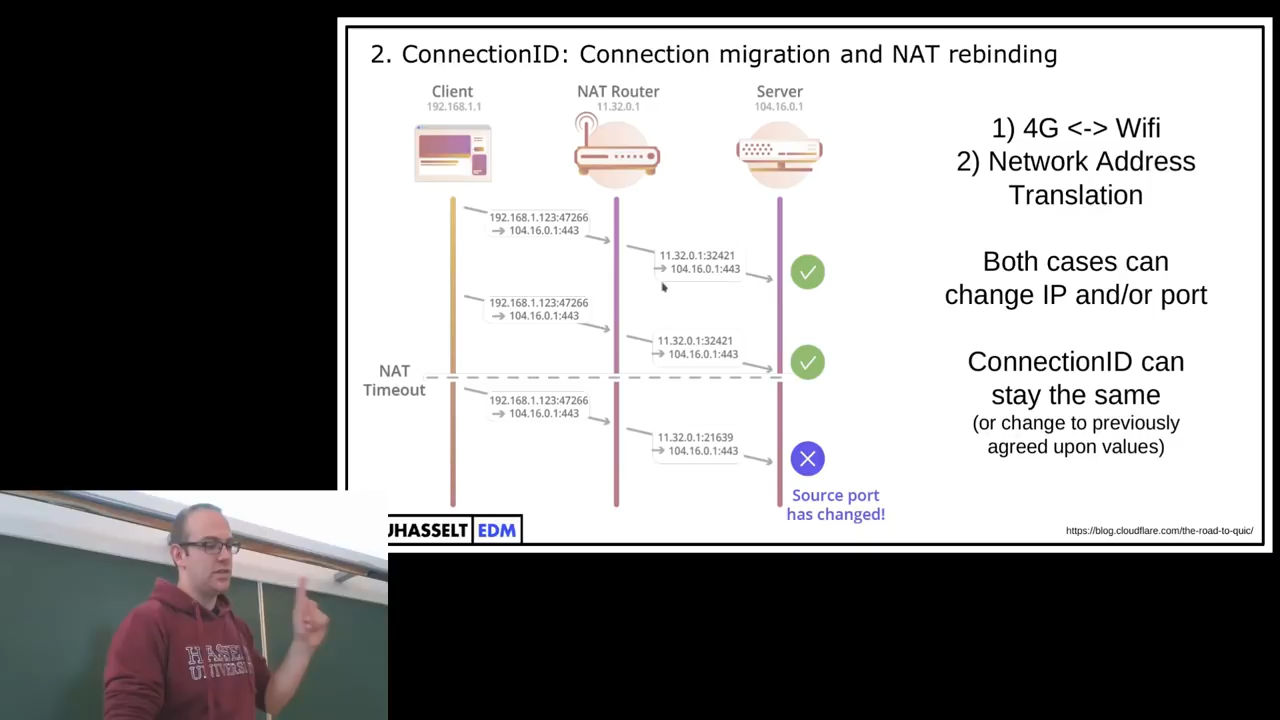 2. ConnectionID: Connection migration and NAT rebinding
Client
192.168.1.1
NAT Router
11.32.0.1
Server
104.16.0.1
192.168.1.123:47266
→ 104.16.0.1:443
11.32.0.1:32421
→ 104.16.0.1:443
192.168.1.123:47266
→ 104.16.0.1:443
11.32.0.1:32421
→ 104.16.0.1:443
NAT
Timeout
192.168.1.123:47266
→ 104.16.0.1:443
11.32.0.1:21639
→ 104.16.0.1:443
Source port
has changed!
1) 4G <-> Wifi
2) Network Address
Translation
Both cases can
change IP and/or port
ConnectionID can
stay the same
(or change to previously
agreed upon values)
UHASSELT EDM
https://blog.cloudflare.com/the-road-to-quic/